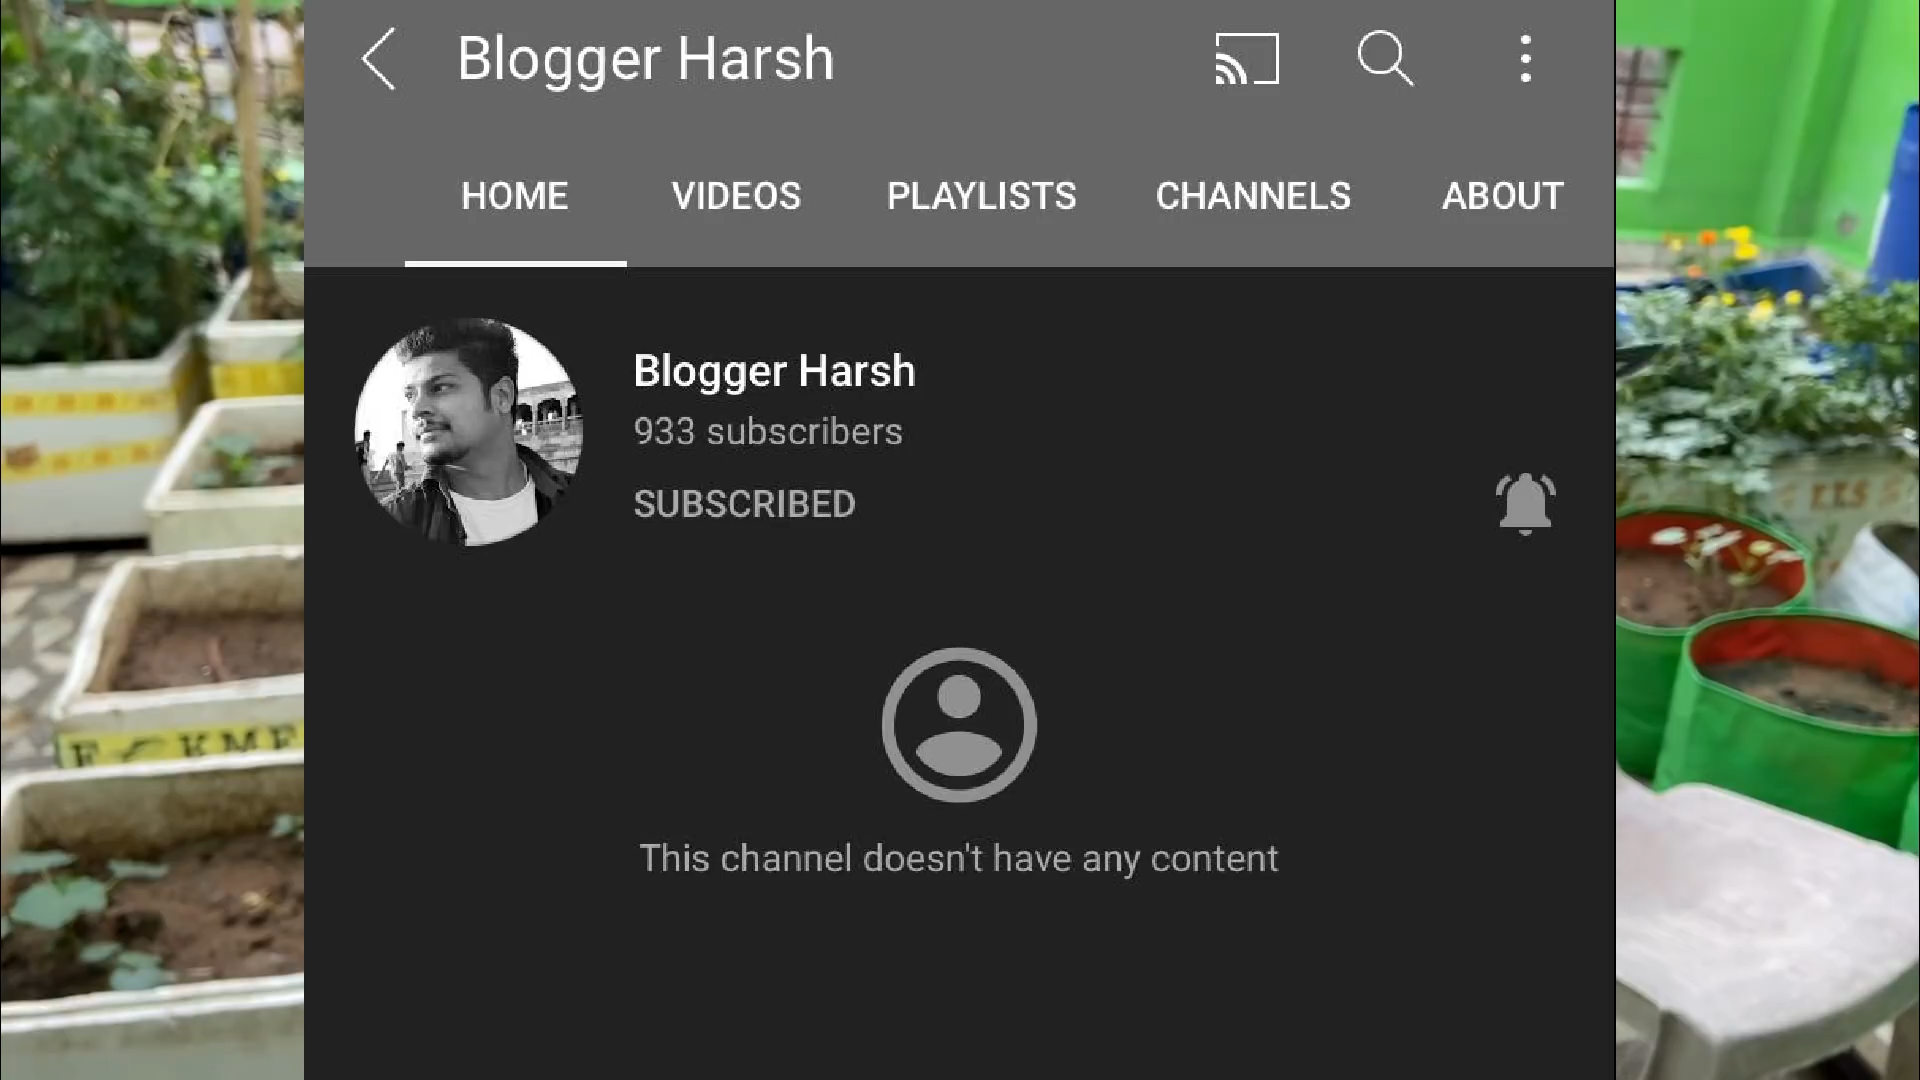 Blogger Harsh
HOME VIDEOS PLAYLISTS CHANNELS ABOUT
Blogger Harsh
933 subscribers
SUBSCRIBED
This channel doesn't have any content